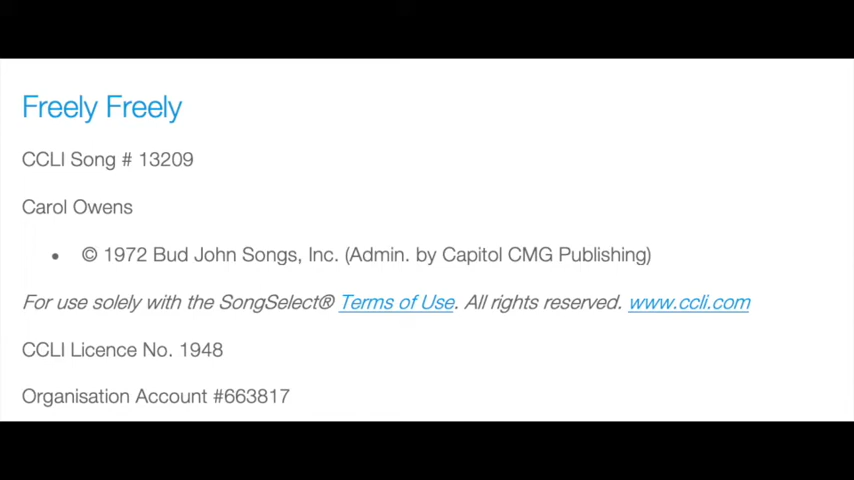 Freely Freely
CCLI Song # 13209
Carol Owens
• © 1972 Bud John Songs, Inc. (Admin. by Capitol CMG Publishing)
For use solely with the SongSelect® Terms of Use. All rights reserved. www.ccli.com
CCLI Licence No. 1948
Organisation Account #663817